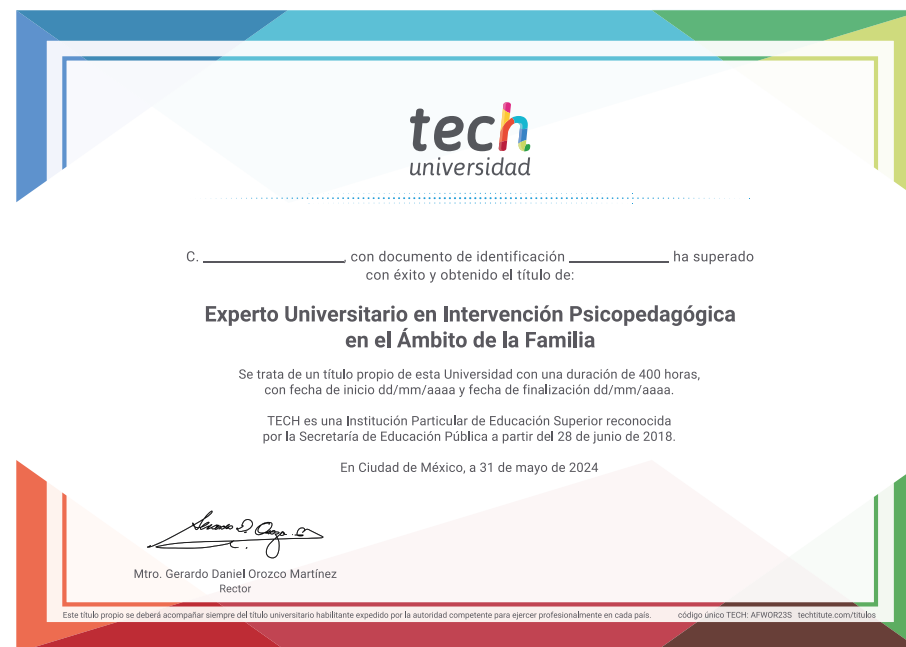 tech
universidad
C. ____________, con documento de identificación ____________ ha superado
con éxito y obtenido el título de:
Experto Universitario en Intervención Psicopedagógica
en el Ámbito de la Familia
Se trata de un título propio de esta Universidad con una duración de 400 horas,
con fecha de inicio dd/mm/aaaa y fecha de finalización dd/mm/aaaa.
TECH es una Institución Particular de Educación Superior reconocida
por la Secretaría de Educación Pública a partir del 28 de junio de 2018.
En Ciudad de México, a 31 de mayo de 2024
Mtro. Gerardo Daniel Orozco Martínez
Rector
Este título propio se deberá acompañar siempre del título universitario habilitante expedido por la autoridad competente para ejercer profesionalmente en cada país. código único TECH: AFWOR23S techtitute.com/titulos